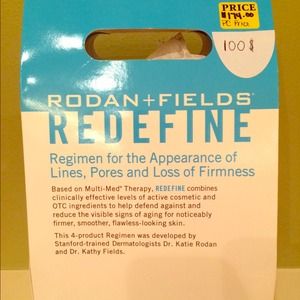 PRICE
$174.00
PC Price
100$
RODAN+FIELDS
REDEFINE
Regimen for the Appearance of
Lines, Pores and Loss of Firmness
Based on Multi-Med® Therapy, REDEFINE combines
clinically effective levels of active cosmetic and
OTC ingredients to help defend against and
reduce the visible signs of aging for noticeably
firmer, smoother, flawless-looking skin.
This 4-product Regimen was developed by
Stanford-trained Dermatologists Dr. Katie Rodan
and Dr. Kathy Fields.